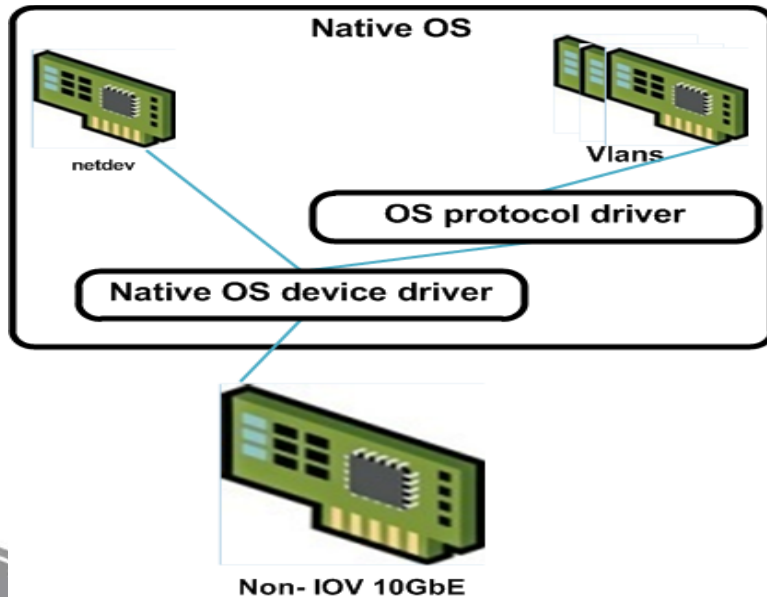 Native OS
netdev
Vlans
OS protocol driver
Native OS device driver
Non- IOV 10GbE